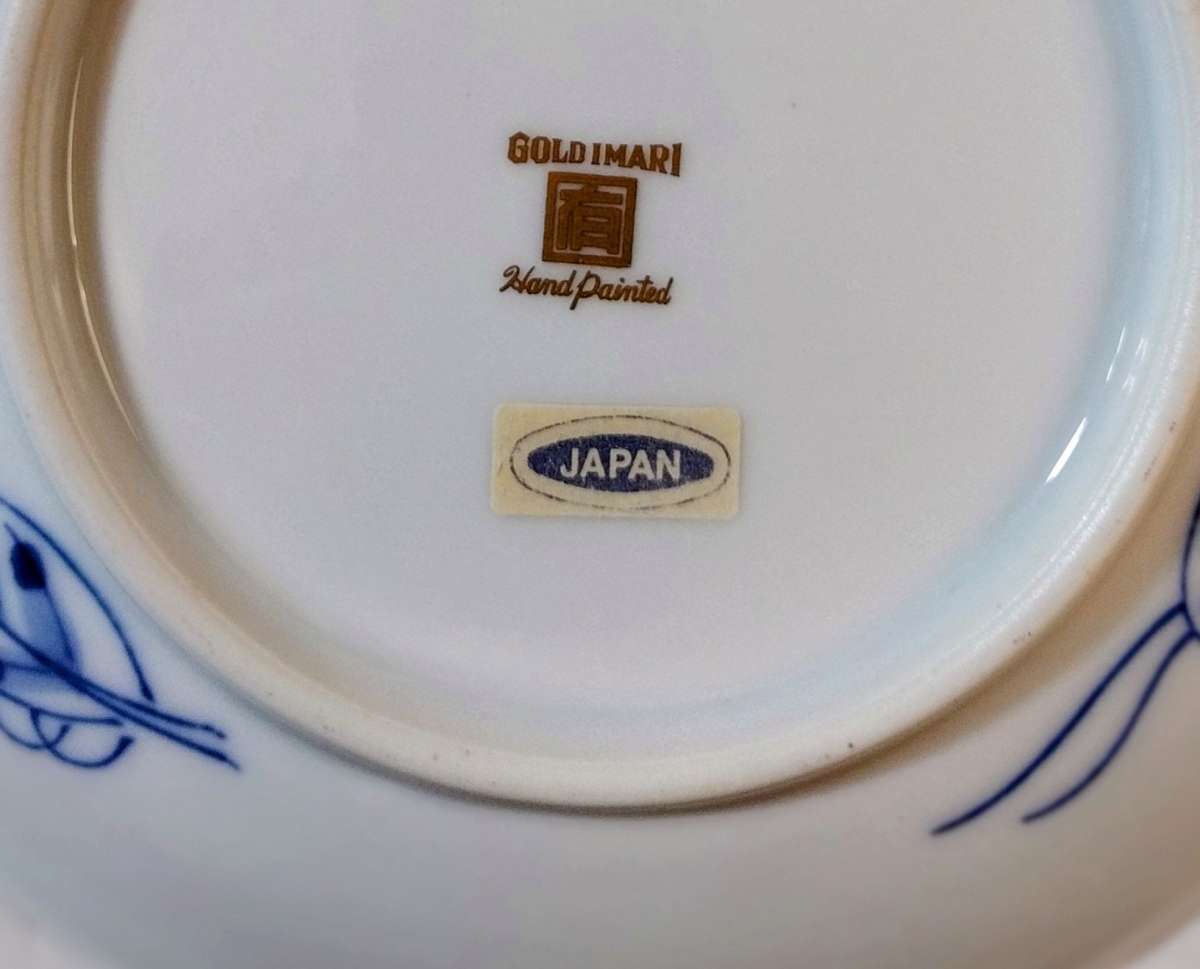 GOLD IMARI
有
Hand Painted
JAPAN